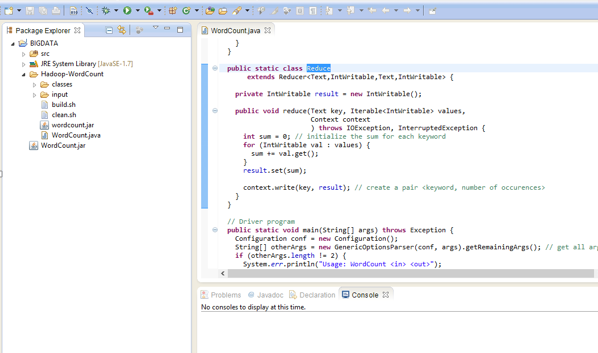 Package Explorer
BIGDATA
src
JRE System Library [JavaSE-1.7]
Hadoop-WordCount
classes
input
build.sh
clean.sh
wordcount.jar
WordCount.java
WordCount.jar
WordCount.java
}
}
public static class Reduce
extends Reducer<Text,IntWritable,Text,IntWritable> {
private IntWritable result = new IntWritable();
public void reduce(Text key, Iterable<IntWritable> values,
Context context
) throws IOException, InterruptedException {
int sum = 0; // initialize the sum for each keyword
for (IntWritable val : values) {
sum += val.get();
}
result.set(sum);
context.write(key, result); // create a pair <keyword, number of occurences>
}
}
// Driver program
public static void main(String[] args) throws Exception {
Configuration conf = new Configuration();
String[] otherArgs = new GenericOptionsParser(conf, args).getRemainingArgs(); // get all arg
if (otherArgs.length != 2) {
System.err.println("Usage: WordCount <in> <out>");
Problems Javadoc Declaration Console
No consoles to display at this time.